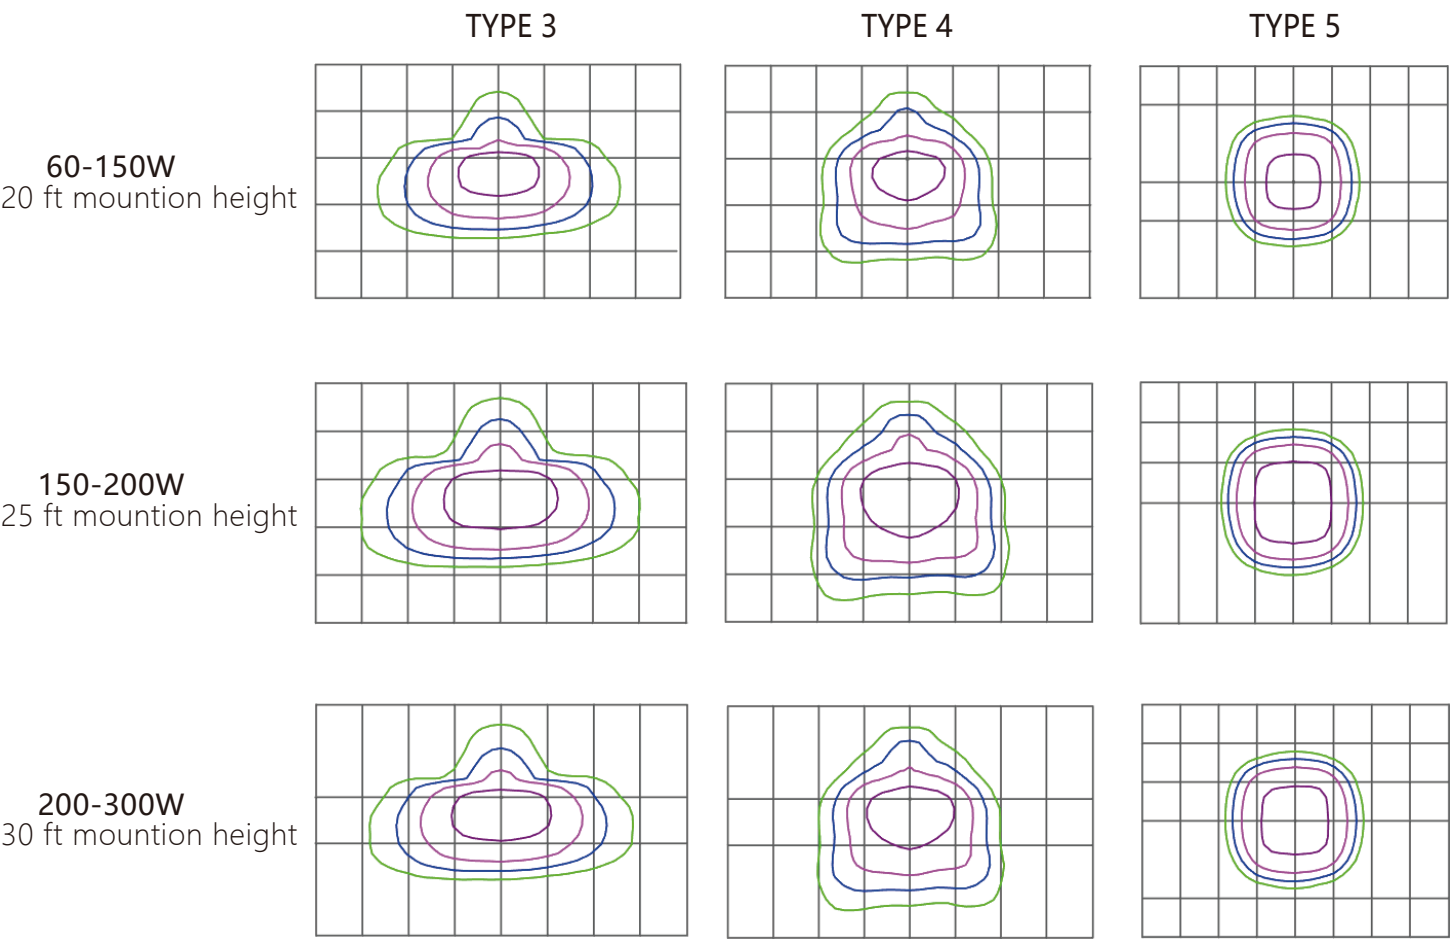 TYPE 3
TYPE 4
TYPE 5
60-150W
20 ft mountion height
150-200W
25 ft mountion height
200-300W
30 ft mountion height